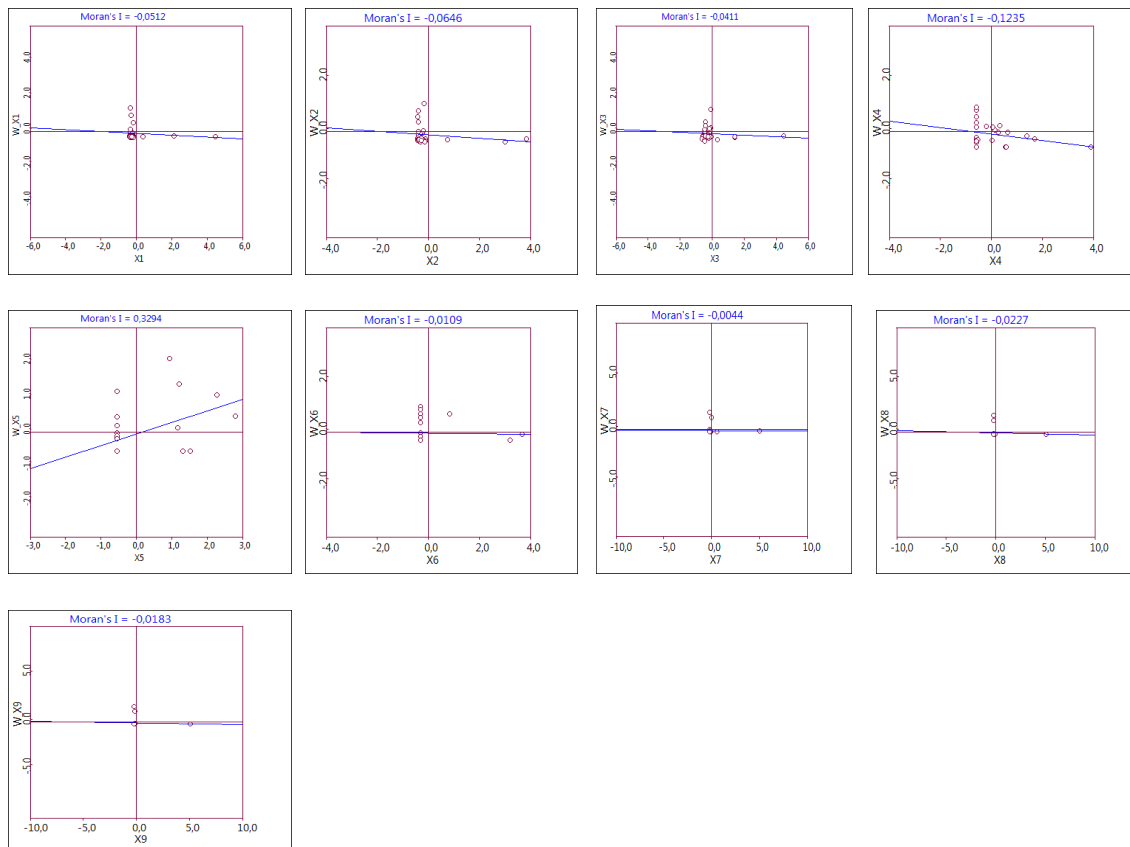 Moran's I = -0,0512
4.0
2.0
0.0
-2.0
-4.0
W_X1
-6,0 -4,0 -2,0 0,0 2,0 4,0 6,0
X1
Moran's I = -0,0646
2.0
0.0
-2.0
W_X2
-4,0 -2,0 0,0 2,0 4,0
X2
Moran's I = -0,0411
4.0
2.0
0.0
-2.0
-4.0
W_X3
-6,0 -4,0 -2,0 0,0 2,0 4,0 6,0
X3
Moran's I = -0,1235
2.0
0.0
-2.0
W_X4
-4,0 -2,0 0,0 2,0 4,0
X4
Moran's I = 0,3294
2.0
1.0
0.0
-1.0
-2.0
W_X5
-3,0 -2,0 -1,0 0,0 1,0 2,0 3,0
X5
Moran's I = -0,0109
2.0
0.0
-2.0
W_X6
-4,0 -2,0 0,0 2,0 4,0
X6
Moran's I = -0,0044
5.0
0.0
-5.0
W_X7
-10,0 -5,0 0,0 5,0 10,0
X7
Moran's I = -0,0227
5.0
0.0
-5.0
W_X8
-10,0 -5,0 0,0 5,0 10,0
X8
Moran's I = -0,0183
5.0
0.0
-5.0
W_X9
-10,0 -5,0 0,0 5,0 10,0
X9